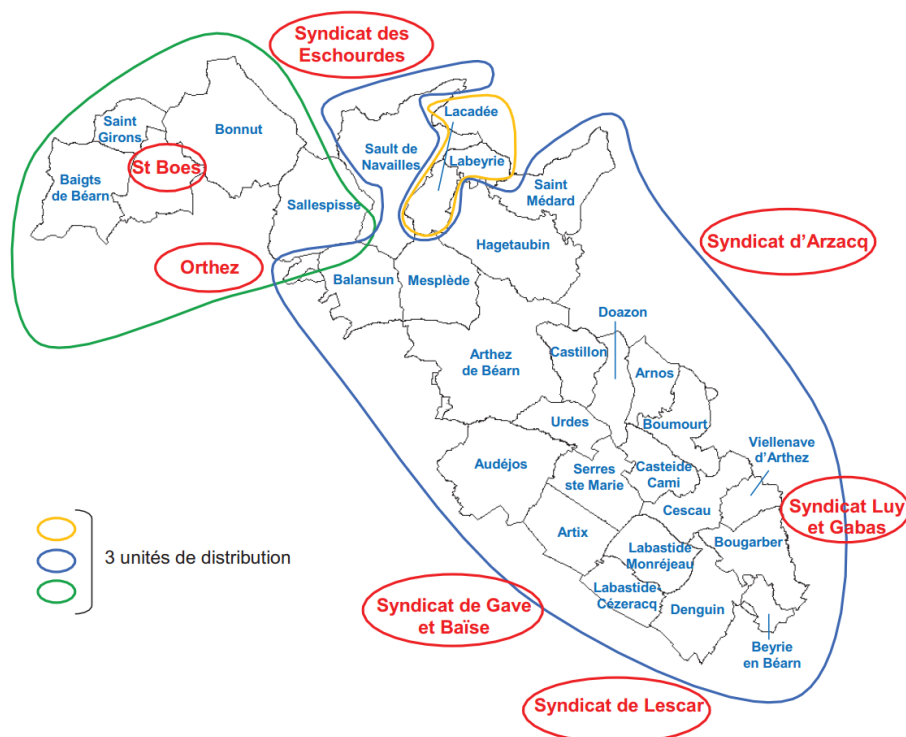 Syndicat des
Eschourdes
Lacadée
Saint
Girons
Bonnut
Sault de
Navailles
Labeyrie
St Boes
Baigts
de Béarn
Saint
Médard
Sallespisse
Syndicat d'Arzacq
Hagetaubin
Orthez
Balansun
Mesplède
Doazon
Arthez
de Béarn
Castillon
Arnos
Urdes
Boumourt
Viellenave
d'Arthez
Audéjos
Serres
ste Marie
Casteide
Cami
Cescau
Syndicat Luy
et Gabas
Artix
Bougarber
Labastide
Monréjeau
3 unités de distribution
Labastide
Cézeracq
Denguin
Syndicat de Gave
et Baïse
Beyrie
en Béarn
Syndicat de Lescar